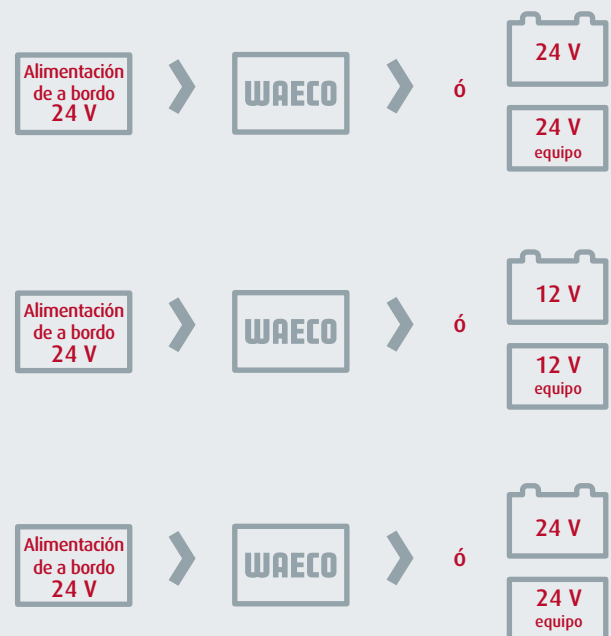 24 V
Alimentación
de a bordo
24 V
WAECO
ó
24 V
equipo
12 V
Alimentación
de a bordo
24 V
WAECO
ó
12 V
equipo
24 V
Alimentación
de a bordo
24 V
WAECO
ó
24 V
equipo